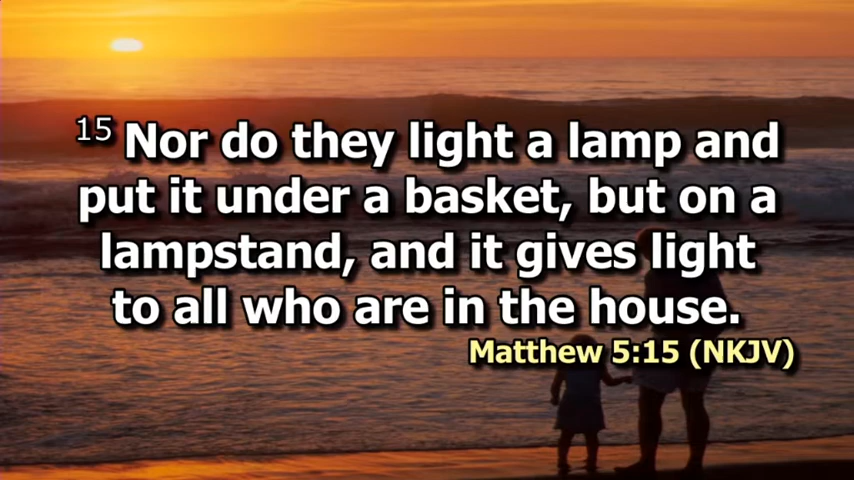 15 Nor do they light a lamp and
put it under a basket, but on a
lampstand, and it gives light
to all who are in the house.
Matthew 5:15 (NKJV)